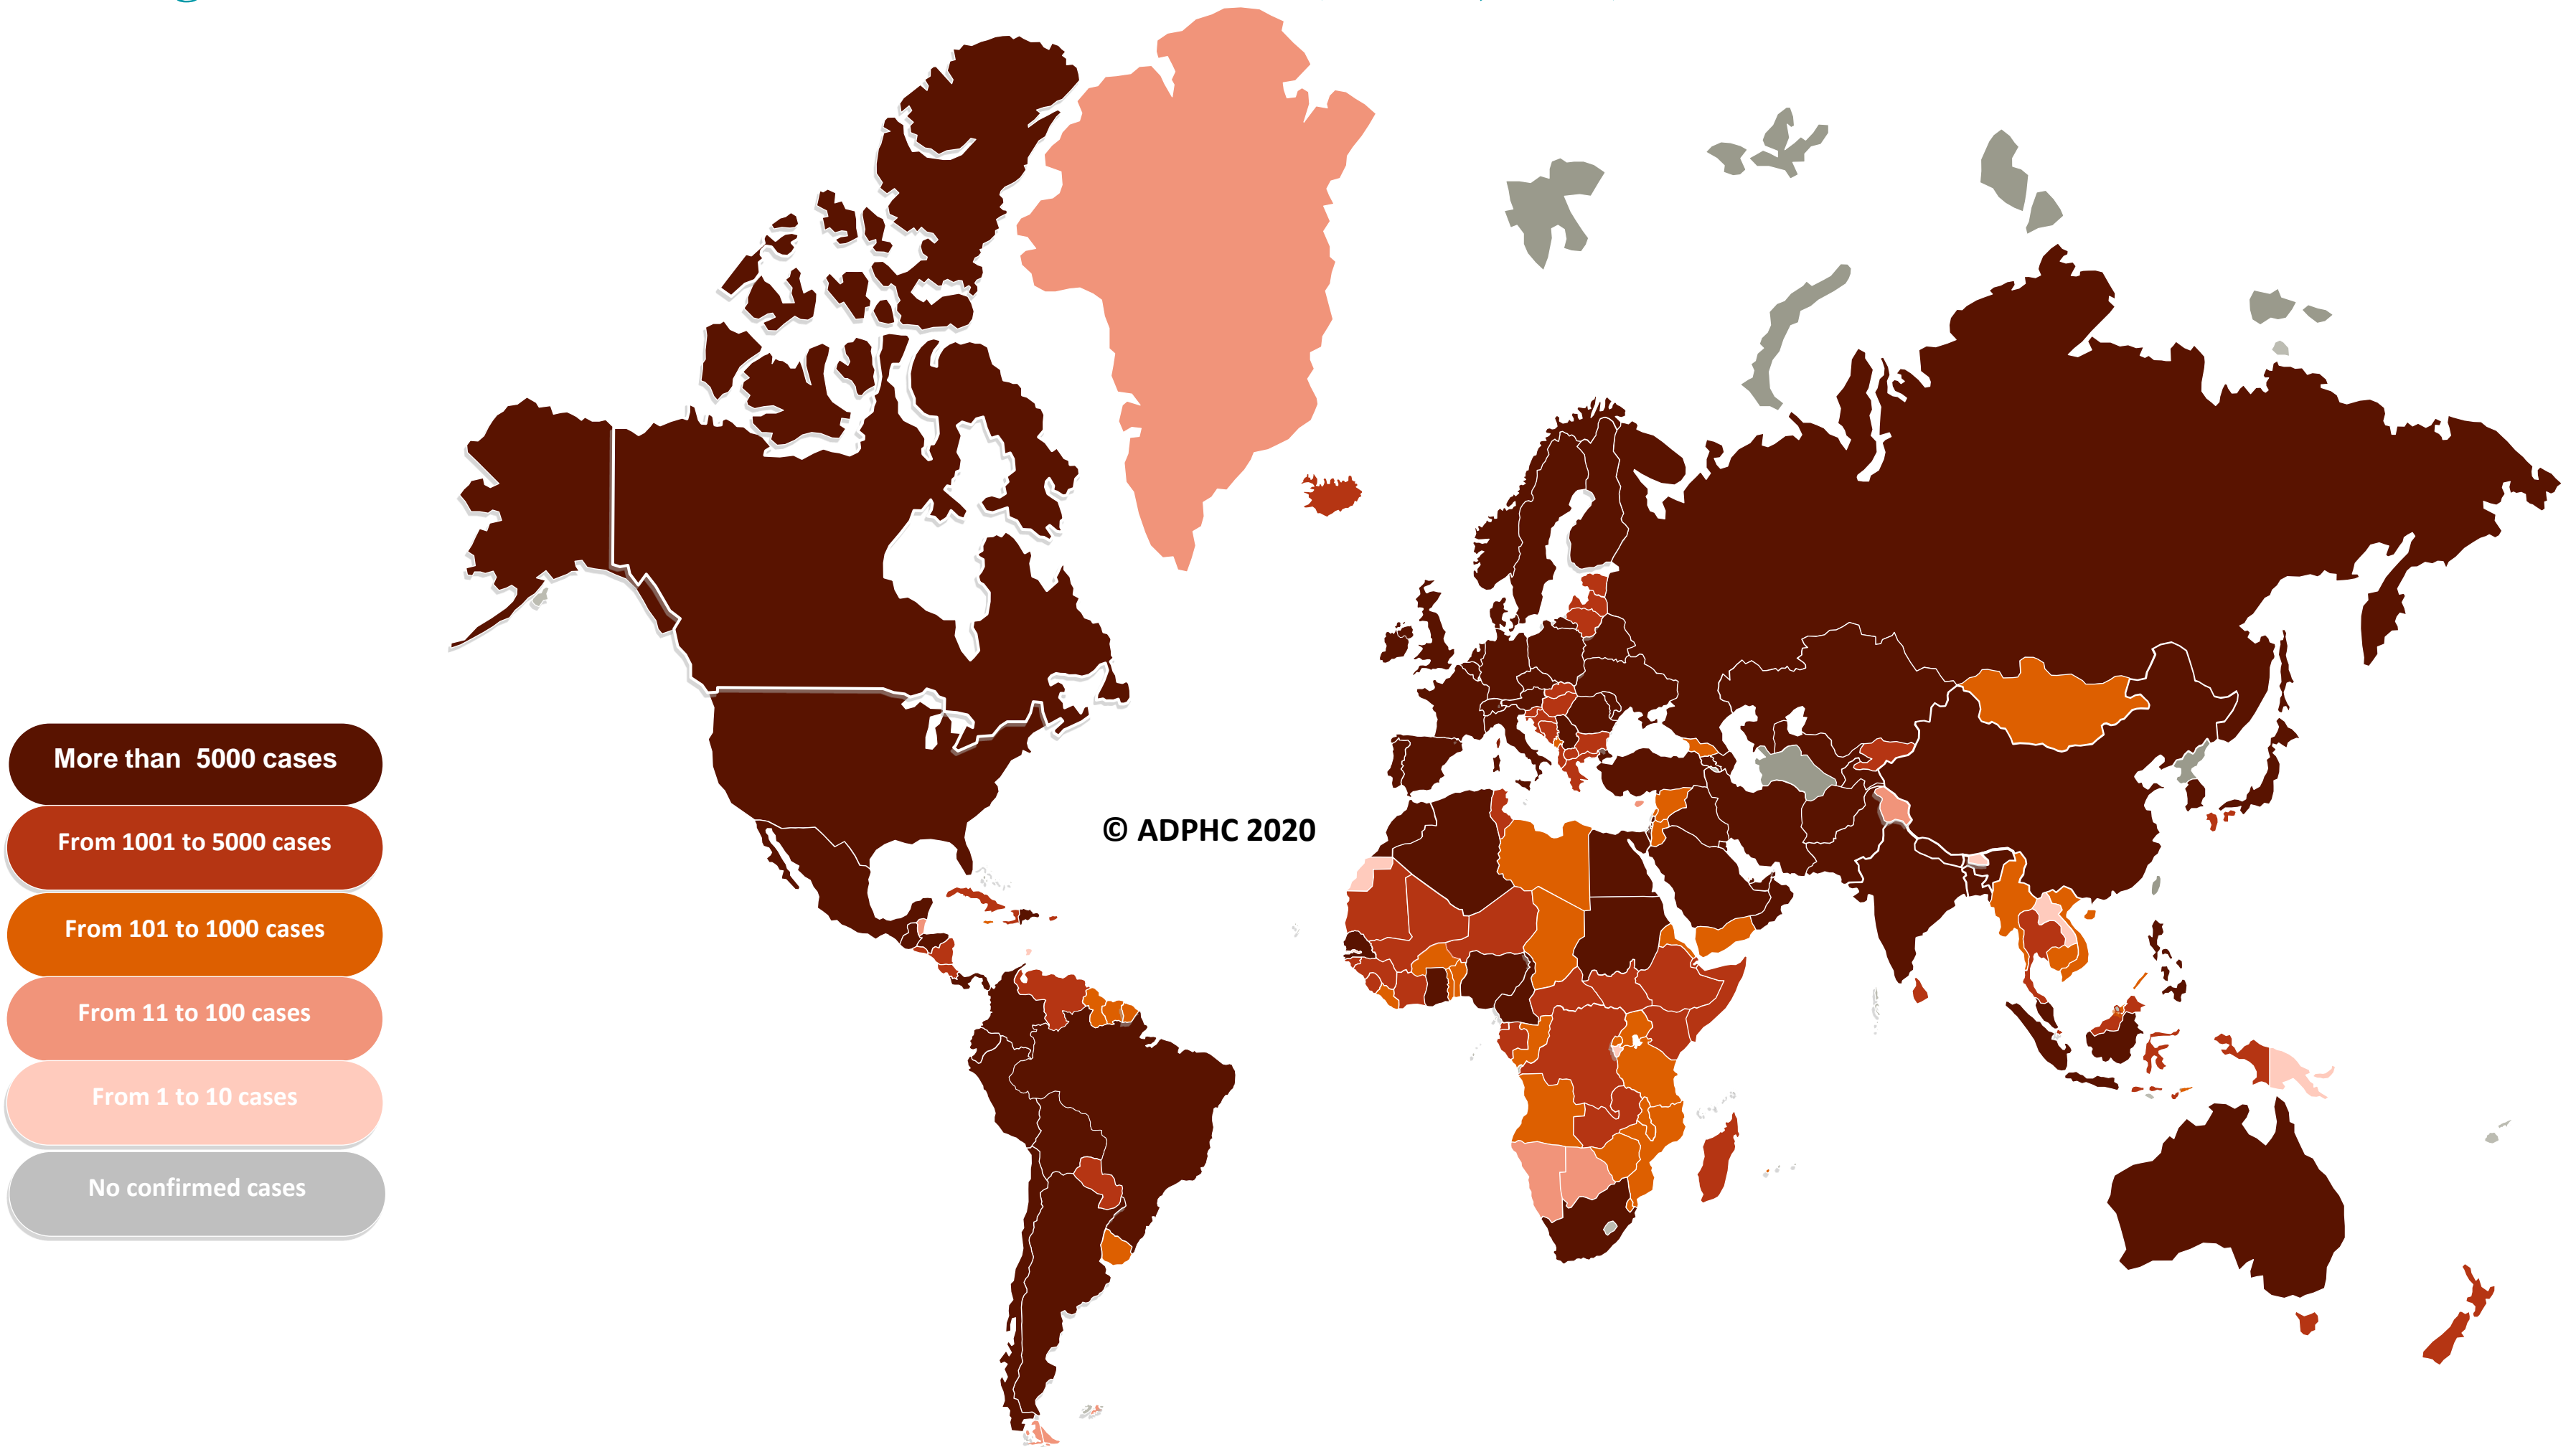 More than 5000 cases
From 1001 to 5000 cases
© ADPHC 2020
From 101 to 1000 cases
From 11 to 100 cases
From 1 to 10 cases
No confirmed cases